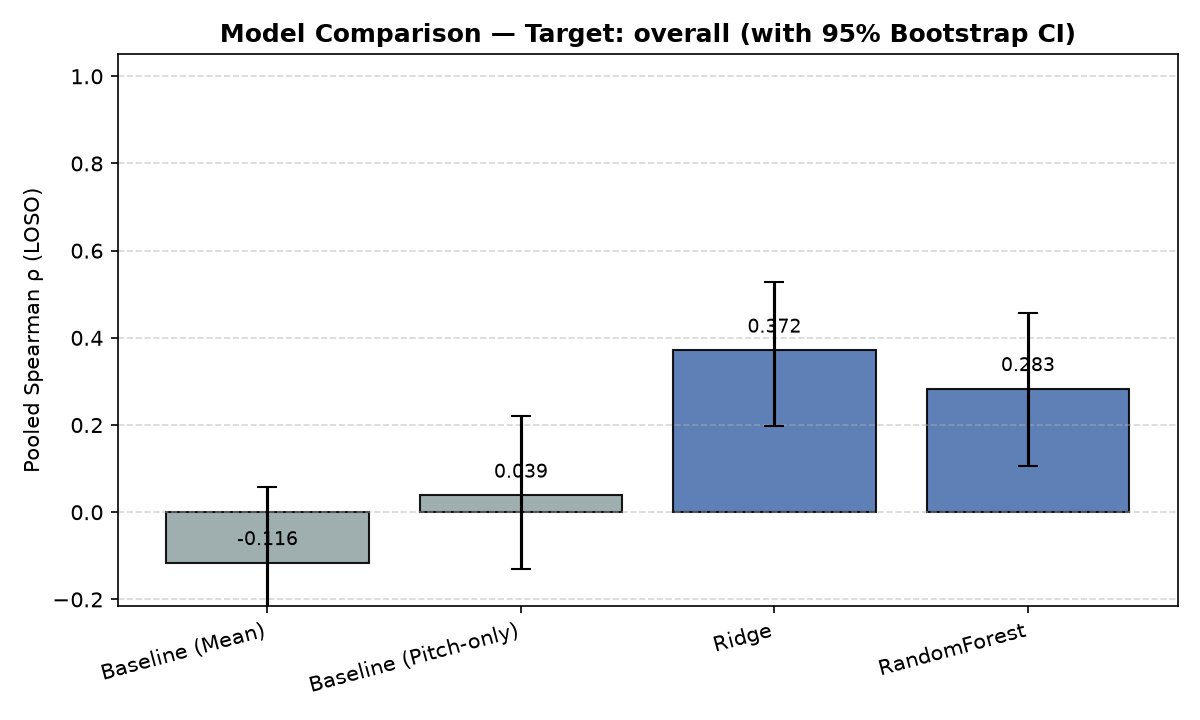 Model Comparison — Target: overall (with 95% Bootstrap CI)
Pooled Spearman ρ (LOSO)
1.0
0.8
0.6
0.4
0.2
0.0
−0.2
-0.116
0.039
0.372
0.283
Baseline (Mean)
Baseline (Pitch-only)
Ridge
RandomForest